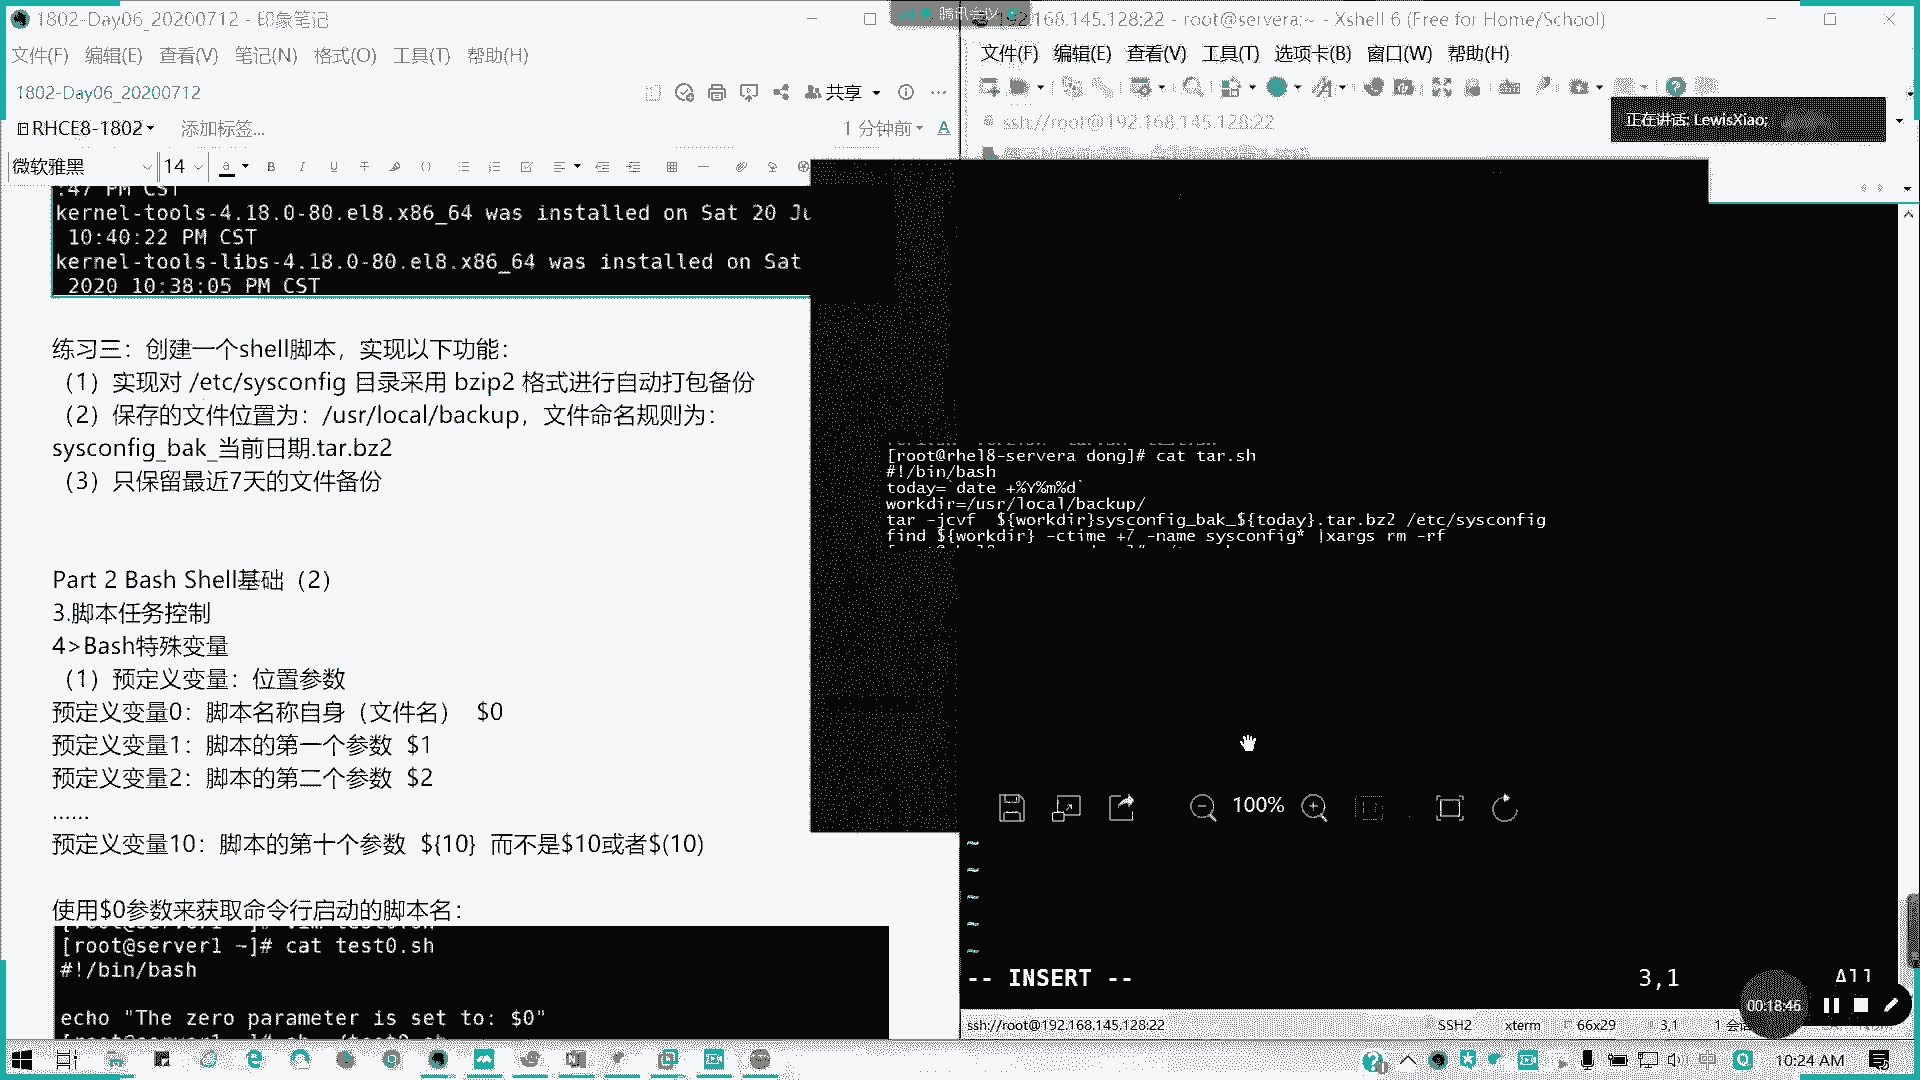 1802-Day06_20200712 - 印象笔记
文件(F) 编辑(E) 查看(V) 笔记(N) 格式(O) 工具(T) 帮助(H)
1802-Day06_20200712
共享
RHCE8-1802 添加标签...
1 分钟前
微软雅黑 14
:47 PM CST
kernel-tools-4.18.0-80.el8.x86_64 was installed on Sat 20 Ju
10:40:22 PM CST
kernel-tools-libs-4.18.0-80.el8.x86_64 was installed on Sat
2020 10:38:05 PM CST
练习三：创建一个shell脚本，实现以下功能：
（1）实现对 /etc/sysconfig 目录采用 bzip2 格式进行自动打包备份
（2）保存的文件位置为：/usr/local/backup，文件命名规则为：
sysconfig_bak_当前日期.tar.bz2
（3）只保留最近7天的文件备份
Part 2 Bash Shell基础（2）
3.脚本任务控制
4>Bash特殊变量
（1）预定义变量：位置参数
预定义变量0：脚本名称自身（文件名） $0
预定义变量1：脚本的第一个参数 $1
预定义变量2：脚本的第二个参数 $2
......
预定义变量10：脚本的第十个参数 ${10} 而不是$10或者$(10)
使用$0参数来获取命令行启动的脚本名：
[root@server1 ~]# cat test0.sh
#!/bin/bash
echo "The zero parameter is set to: $0"
腾讯会议
192.168.145.128:22 - root@servera:~ - Xshell 6 (Free for Home/School)
文件(F) 编辑(E) 查看(V) 工具(T) 选项卡(B) 窗口(W) 帮助(H)
ssh://root@192.168.145.128:22
正在讲话: LewisXiao;
[root@rhel8-servera dong]# cat tar.sh
#!/bin/bash
today=`date +%Y%m%d`
workdir=/usr/local/backup/
tar -jcvf  ${workdir}sysconfig_bak_${today}.tar.bz2 /etc/sysconfig
find ${workdir} -ctime +7 -name sysconfig* |xargs rm -rf
100%
~
~
~
~
~
-- INSERT -- 3,1 All
00:18:46
ssh://root@192.168.145.128:22 SSH2 xterm 66x29 3,1
10:24 AM